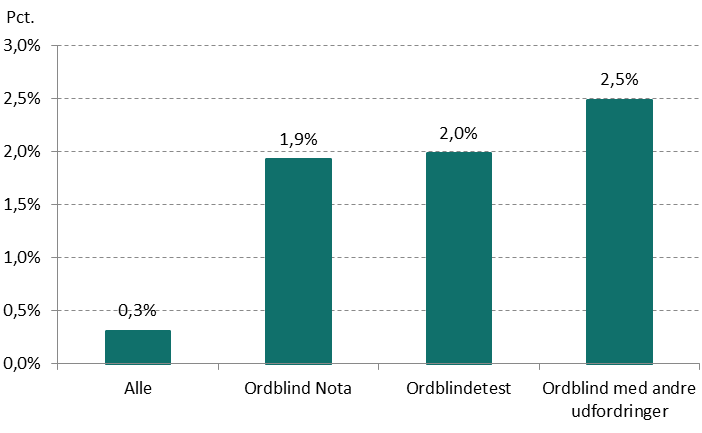 Pct.
3,0%
2,5%
2,0%
1,5%
1,0%
0,5%
0,0%
0,3%
1,9%
2,0%
2,5%
Alle
Ordblind Nota
Ordblindetest
Ordblind med andre
udfordringer